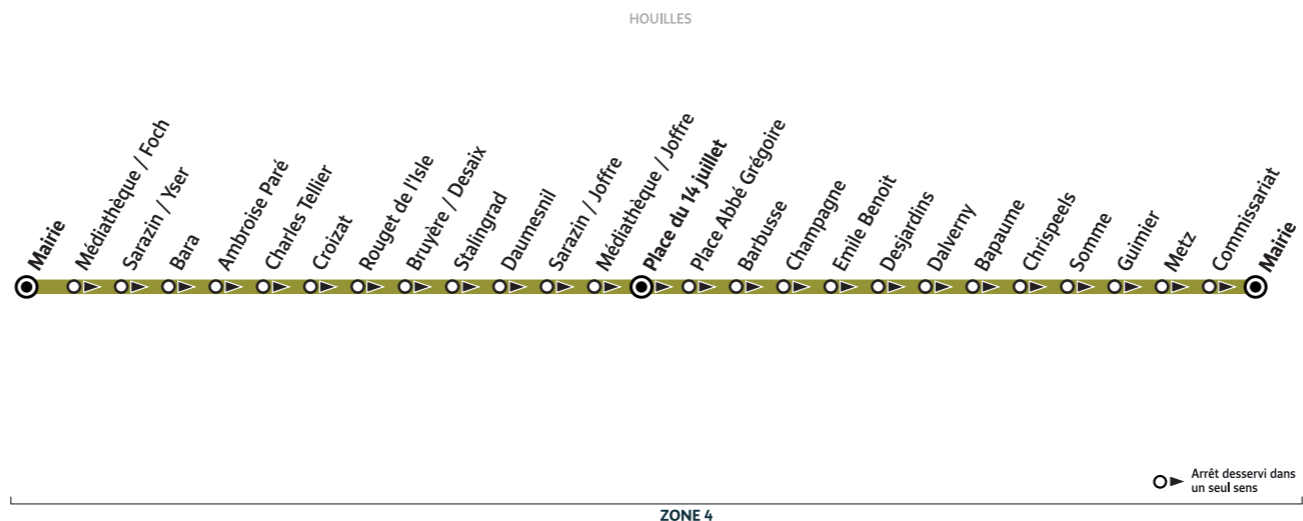 HOUILLES
Mairie
Médiathèque / Foch
Sarazin / Yser
Bara
Ambroise Paré
Charles Tellier
Croizat
Rouget de l'Isle
Bruyère / Desaix
Stalingrad
Daumesnil
Sarazin / Joffre
Médiathèque / Joffre
Place du 14 juillet
Place Abbé Grégoire
Barbusse
Champagne
Emile Benoit
Desjardins
Dalverny
Bapaume
Chrispeels
Somme
Guimier
Metz
Commissariat
Mairie
Arrêt desservi dans
un seul sens
ZONE 4